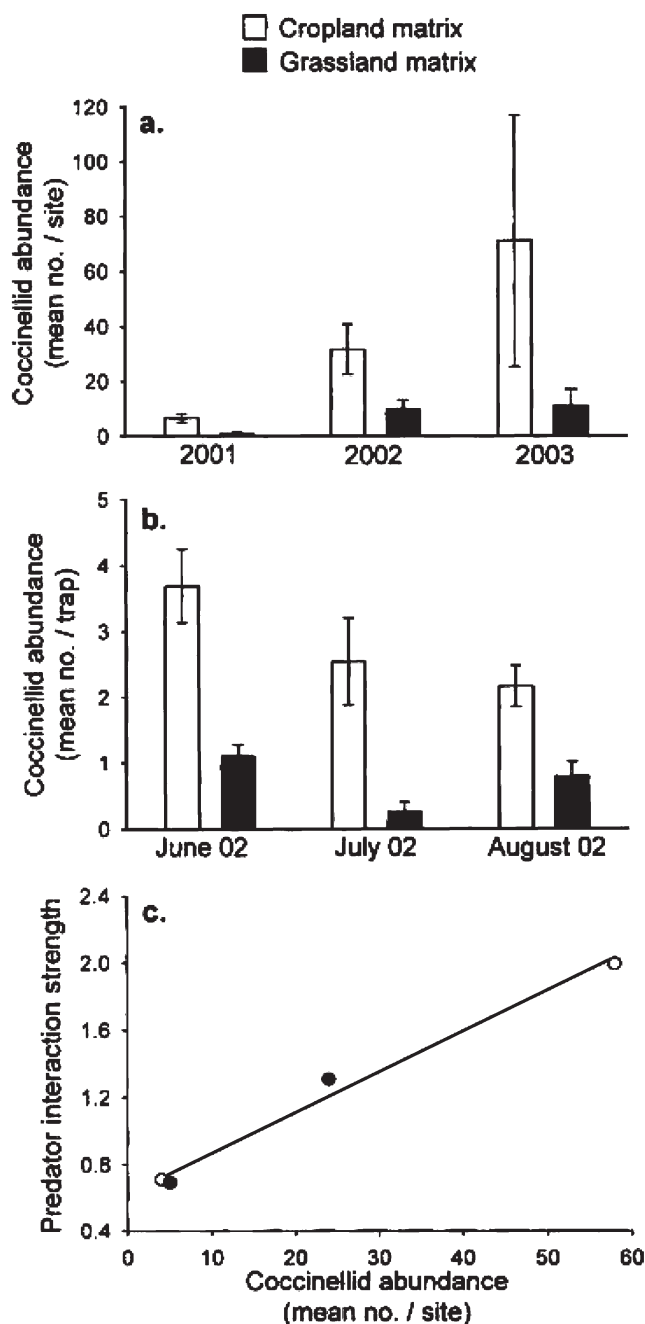 Cropland matrix
Grassland matrix
a.
Coccinellid abundance
(mean no. / site)
120
100
80
60
40
20
0
2001 2002 2003
b.
Coccinellid abundance
(mean no. / trap)
5
4
3
2
1
0
June 02 July 02 August 02
c.
Predator interaction strength
2.4
2.0
1.6
1.2
0.8
0.4
0 10 20 30 40 50 60
Coccinellid abundance
(mean no. / site)